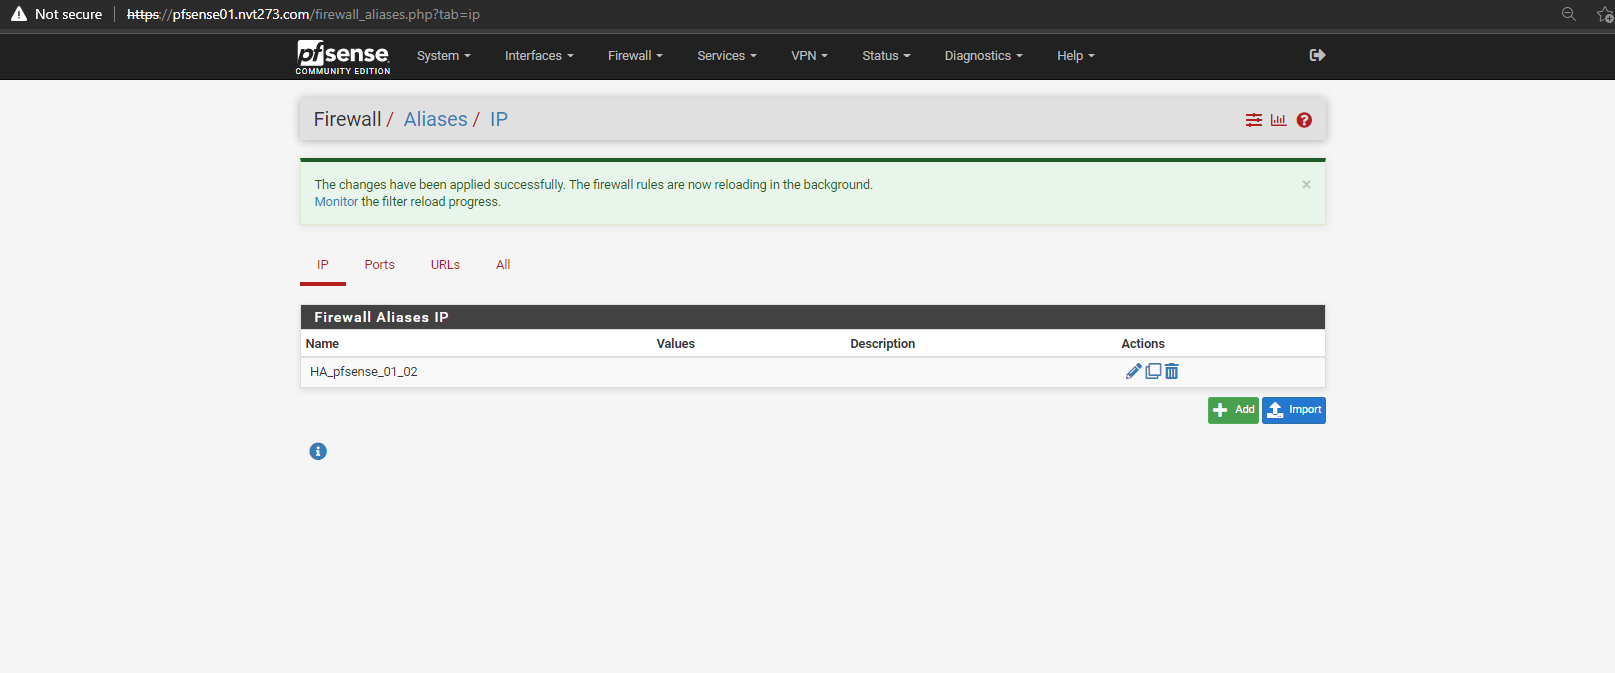 Not secure https://pfsense01.nvt273.com/firewall_aliases.php?tab=ip
pfsense
COMMUNITY EDITION
System Interfaces Firewall Services VPN Status Diagnostics Help
Firewall / Aliases / IP
The changes have been applied successfully. The firewall rules are now reloading in the background.
×
Monitor the filter reload progress.
IP Ports URLs All
Firewall Aliases IP
Name Values Description Actions
HA_pfsense_01_02
Add Import